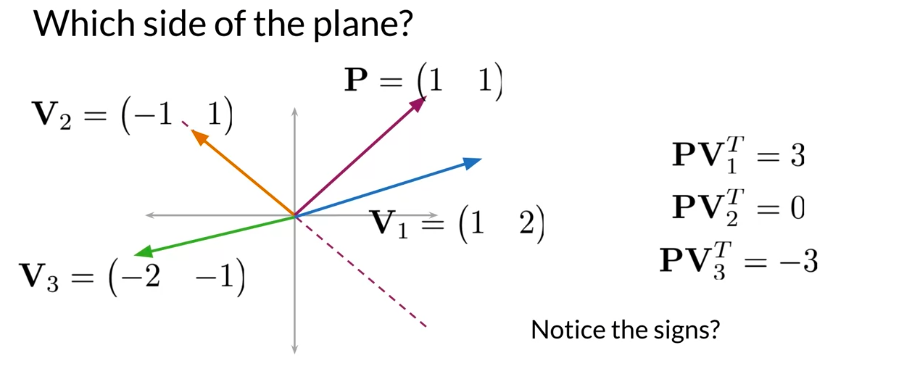 Which side of the plane?
P = (1 1)
V₂ = (−1 1)
PV₁ᵀ = 3
PV₂ᵀ = 0
V₁ = (1 2)
PV₃ᵀ = −3
V₃ = (−2 −1)
Notice the signs?